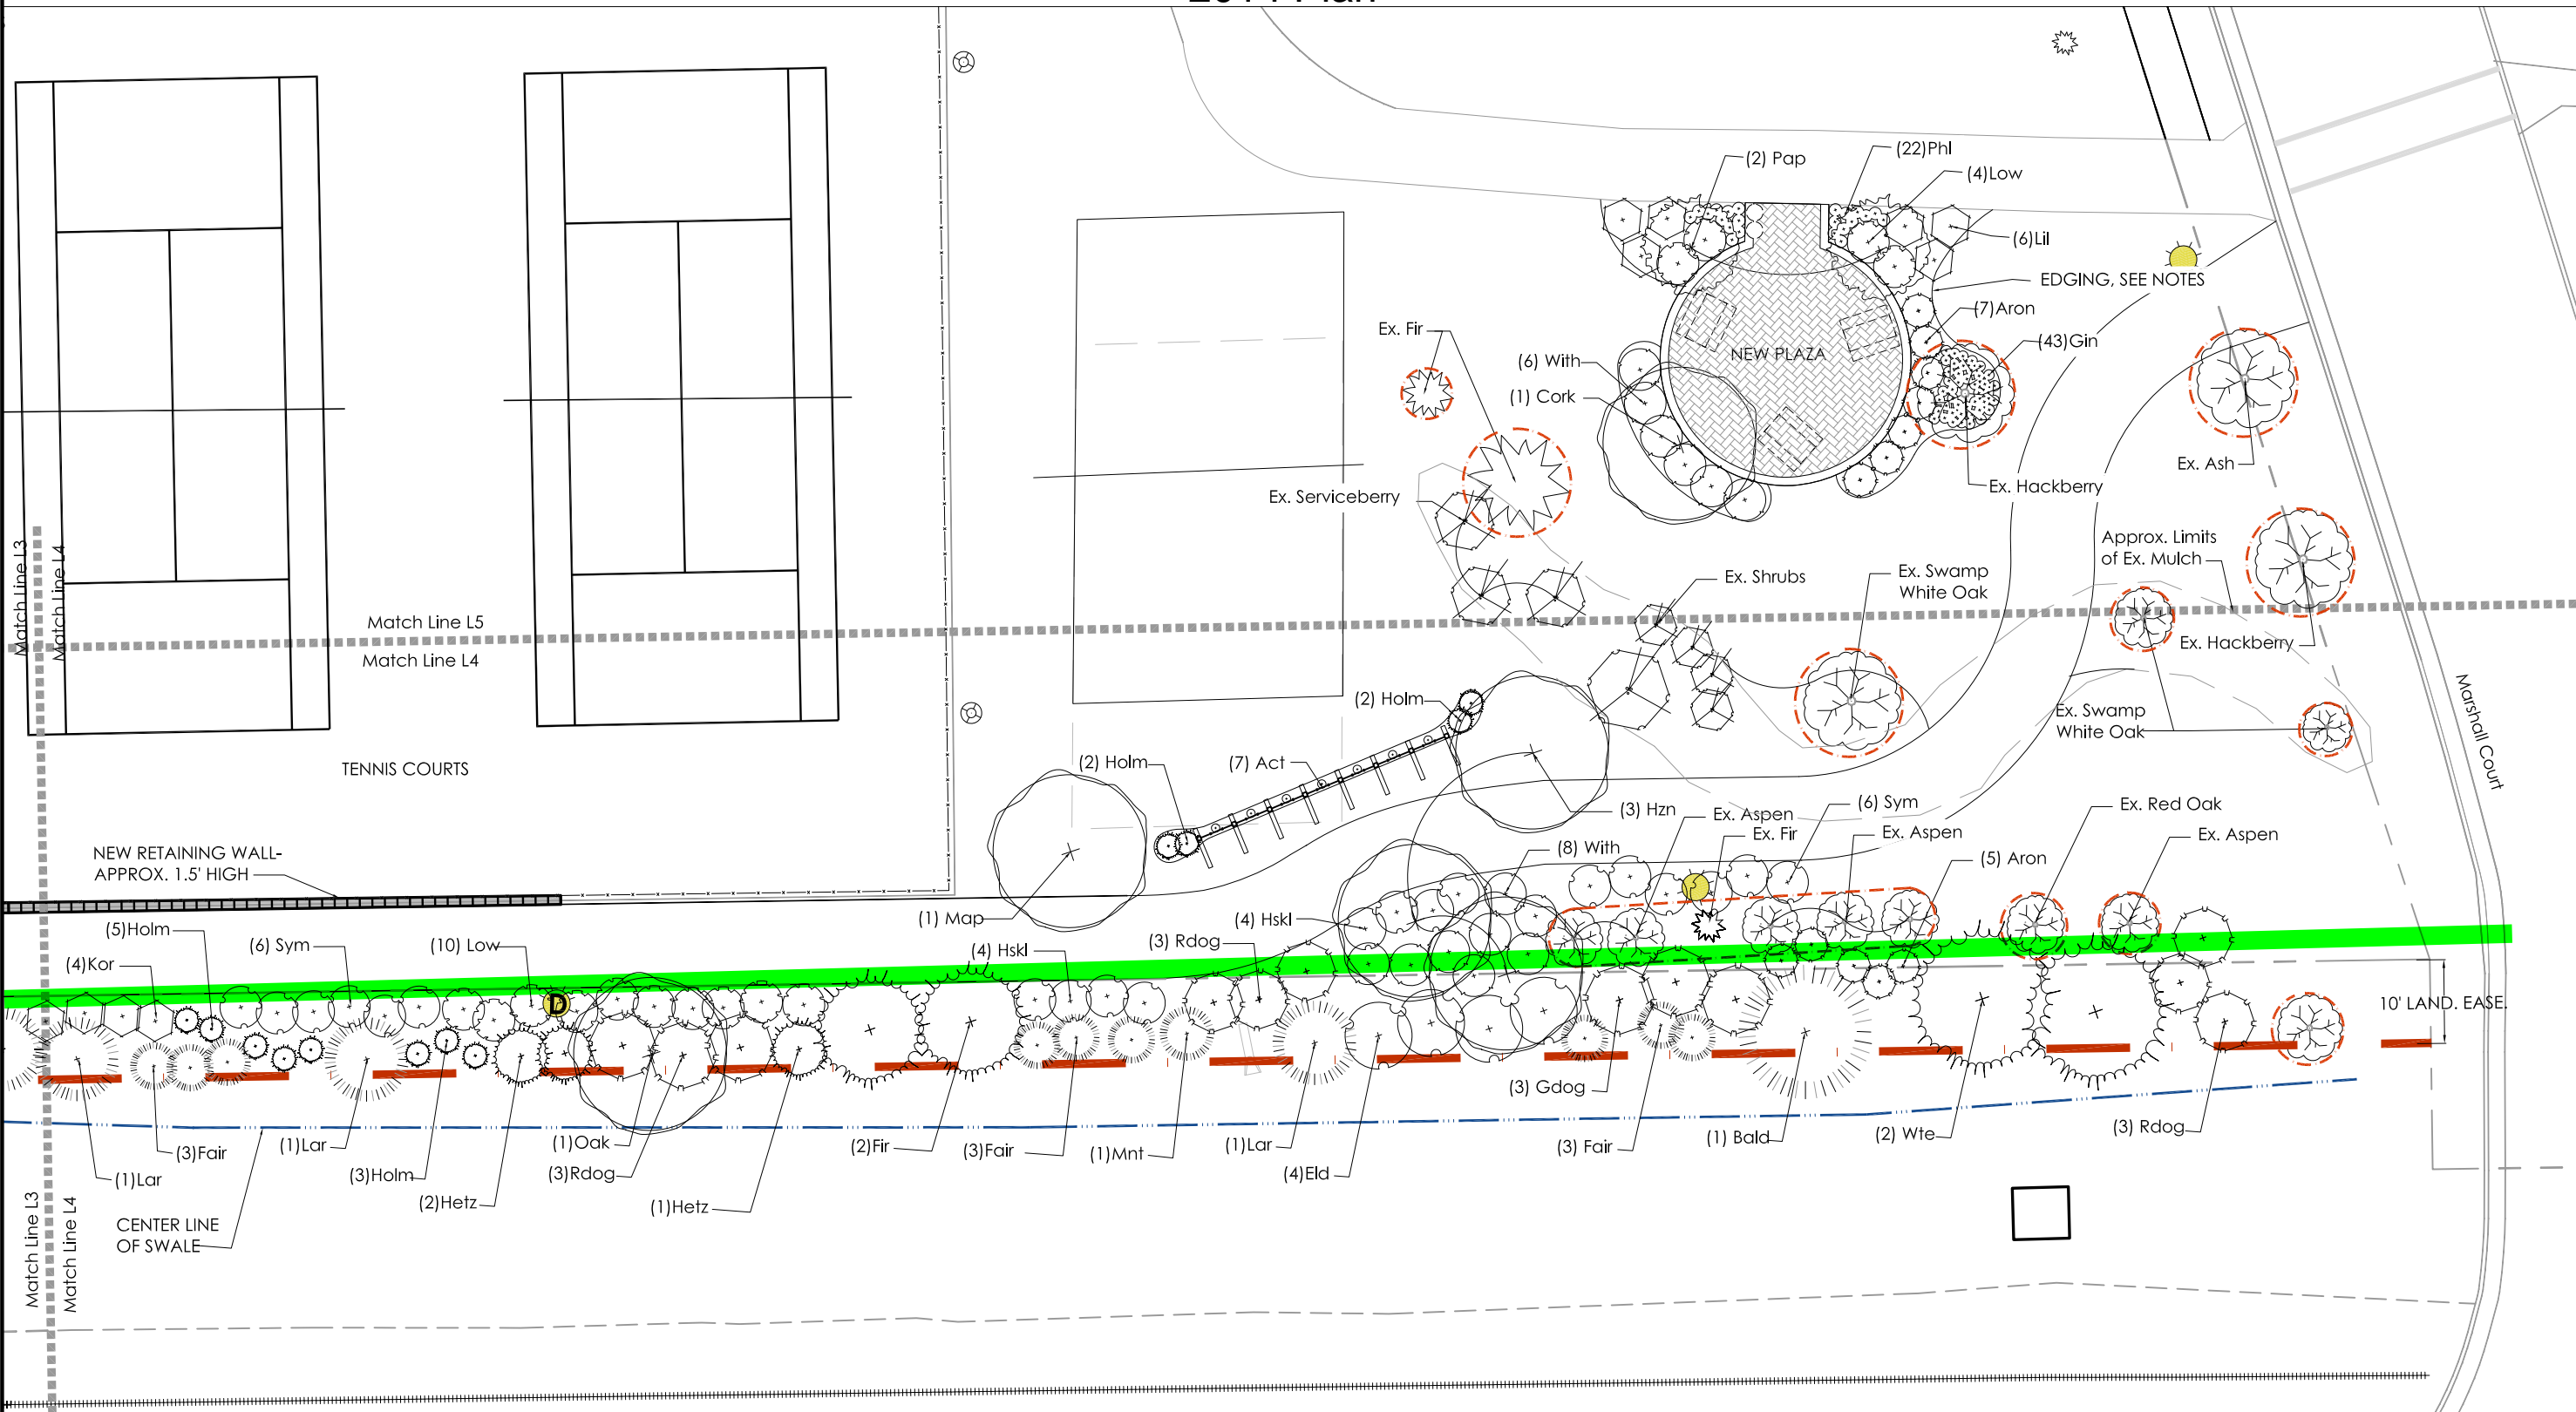 (2) Pap
(22)Phl
(4)Low
(6)Lil
EDGING, SEE NOTES
(7)Aron
(43)Gin
Ex. Fir
NEW PLAZA
(6) With
(1) Cork
Ex. Ash
Ex. Hackberry
Ex. Serviceberry
Approx. Limits
of Ex. Mulch
Match Line L3
Match Line L4
Ex. Shrubs
Ex. Swamp
White Oak
Match Line L5
Match Line L4
Ex. Hackberry
(2) Holm
Ex. Swamp
White Oak
Marshall Court
TENNIS COURTS
(2) Holm
(7) Act
(3) Hzn
Ex. Aspen
(6) Sym
Ex. Red Oak
Ex. Fir
Ex. Aspen
Ex. Aspen
NEW RETAINING WALL-
APPROX. 1.5' HIGH
(8) With
(5) Aron
(1) Map
(4) Hskl
(5)Holm
(6) Sym
(10) Low
(4) Hskl
(3) Rdog
(4)Kor
D
10' LAND. EASE.
(3) Gdog
(1)Lar
(3)Fair
(1)Lar
(3)Holm
(2)Hetz
(1)Oak
(3)Rdog
(1)Hetz
(2)Fir
(3)Fair
(1)Mnt
(1)Lar
(4)Eld
(3) Fair
(1) Bald
(2) Wte
(3) Rdog
CENTER LINE
OF SWALE
Match Line L3
Match Line L4